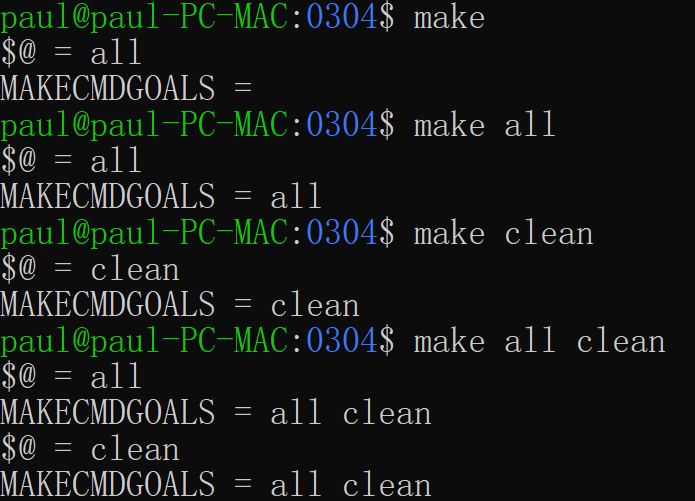 paul@paul-PC-MAC:0304$ make
$@ = all
MAKECMDGOALS =
paul@paul-PC-MAC:0304$ make all
$@ = all
MAKECMDGOALS = all
paul@paul-PC-MAC:0304$ make clean
$@ = clean
MAKECMDGOALS = clean
paul@paul-PC-MAC:0304$ make all clean
$@ = all
MAKECMDGOALS = all clean
$@ = clean
MAKECMDGOALS = all clean